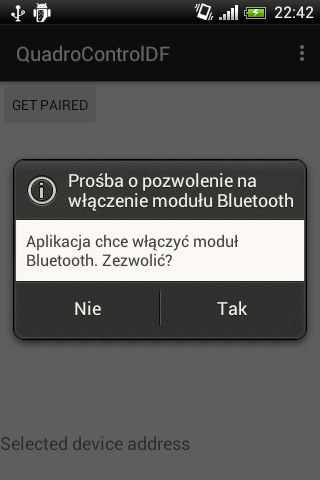 22:42
QuadroControlDF
GET PAIRED
Prośba o pozwolenie na
włączenie modułu Bluetooth
Aplikacja chce włączyć moduł
Bluetooth. Zezwolić?
Nie
Tak
Selected device address